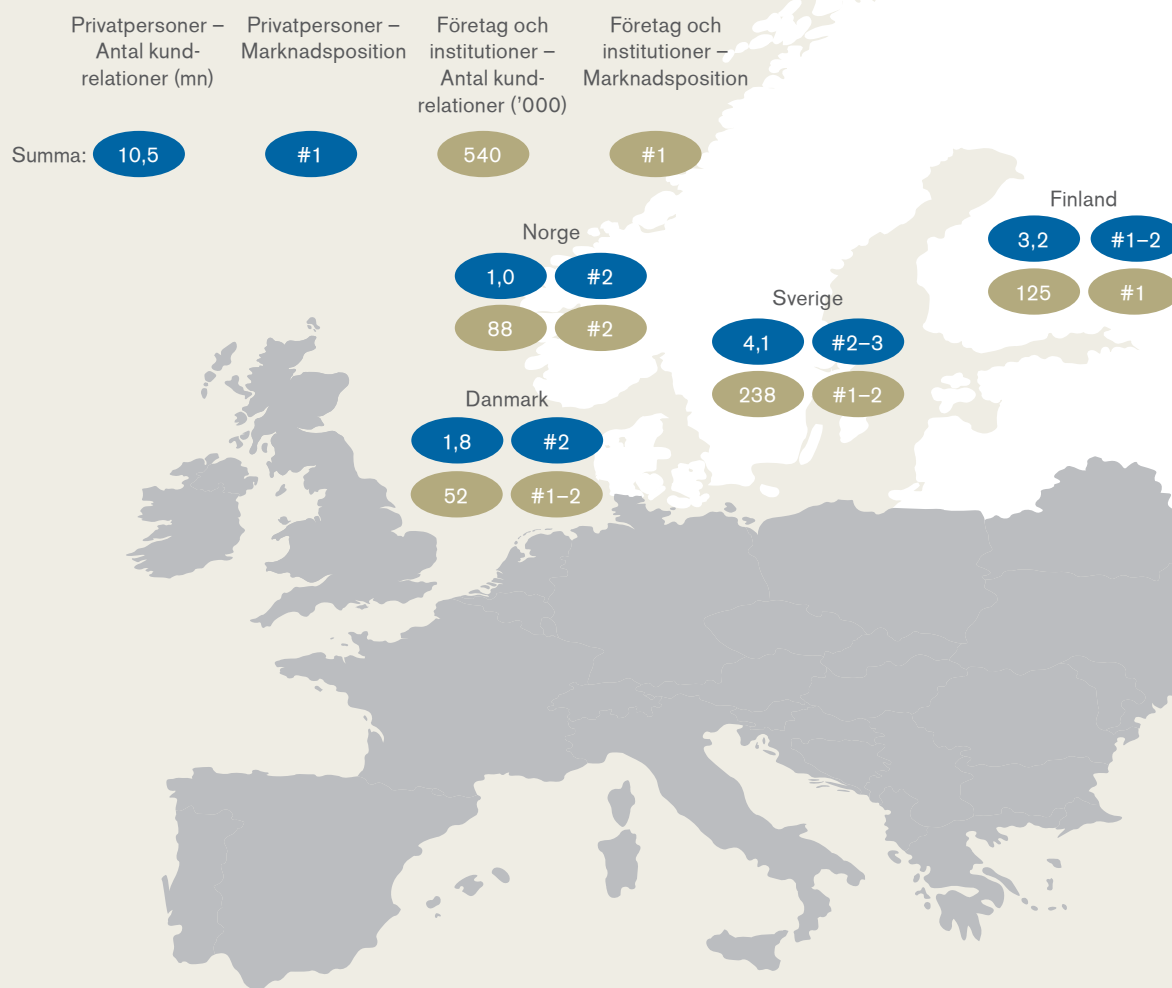 Privatpersoner –
Antal kund-
relationer (mn)
Privatpersoner –
Marknadsposition
Företag och
institutioner –
Antal kund-
relationer (’000)
Företag och
institutioner –
Marknadsposition
Summa: 10,5 #1 540 #1
Finland
3,2 #1–2
125 #1
Norge
1,0 #2
88 #2
Sverige
4,1 #2–3
238 #1–2
Danmark
1,8 #2
52 #1–2